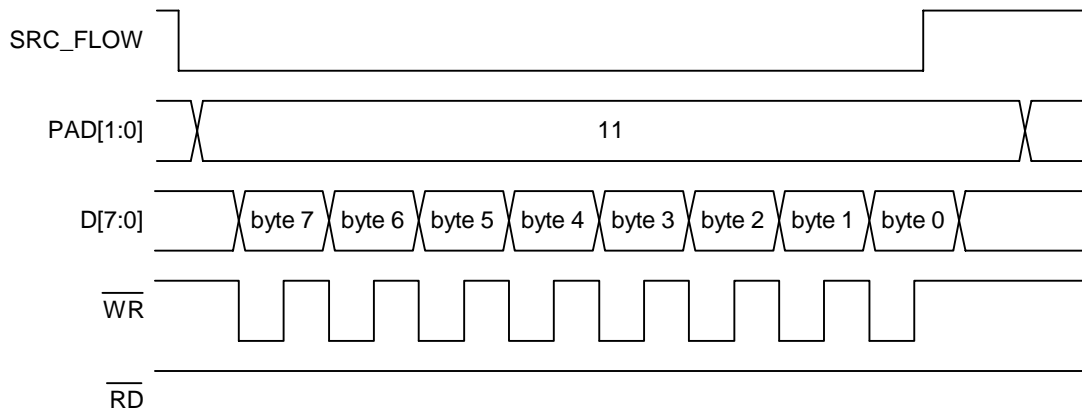 SRC_FLOW
PAD[1:0] 11
D[7:0] byte 7 byte 6 byte 5 byte 4 byte 3 byte 2 byte 1 byte 0
WR
RD